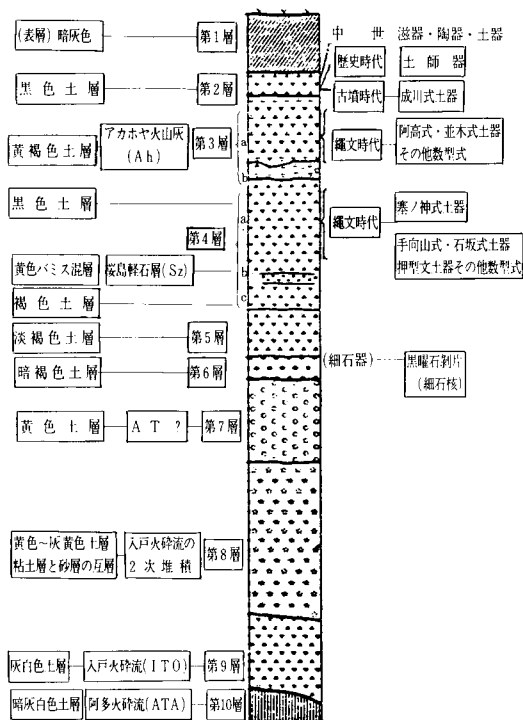 (表層) 暗灰色 第1層
中世 滋器・陶器・土器
歴史時代 土師器
黒色土層 第2層
古墳時代 成川式土器
黄褐色土層 アカホヤ火山灰
(Ah) 第3層
a
b
縄文時代 阿高式・並木式土器
その他数型式
黒色土層
a
第4層
縄文時代 塞ノ神式土器
手向山式・石坂式土器
押型文土器その他数型式
黄色パミス混層 桜島軽石層(Sz)
b
褐色土層
c
淡褐色土層 第5層
(細石器) 黒曜石剥片
(細石核)
暗褐色土層 第6層
黄色土層 AT? 第7層
黄色~灰黄色土層
粘土層と砂層の互層
入戸火砕流の
2次堆積
第8層
灰白色土層 入戸火砕流(ITO) 第9層
暗灰白色土層 阿多火砕流(ATA) 第10層